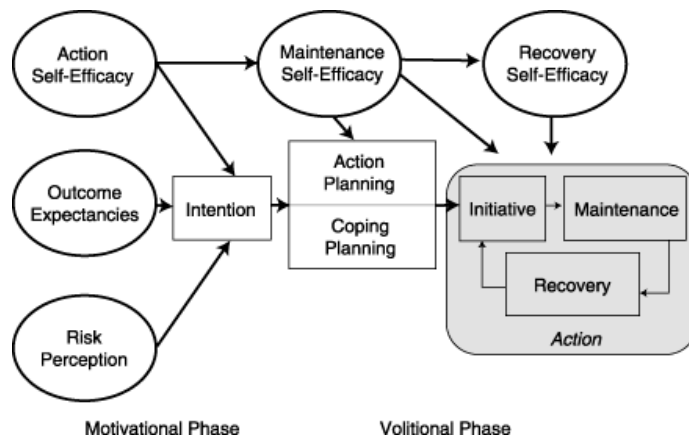 Action
Self-Efficacy
Maintenance
Self-Efficacy
Recovery
Self-Efficacy
Outcome
Expectancies
Intention
Action
Planning
Coping
Planning
Initiative
Maintenance
Recovery
Action
Risk
Perception
Motivational Phase
Volitional Phase